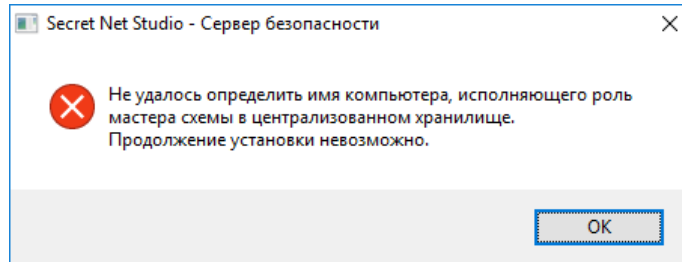 Secret Net Studio - Сервер безопасности
Не удалось определить имя компьютера, исполняющего роль
мастера схемы в централизованном хранилище.
Продолжение установки невозможно.
OK